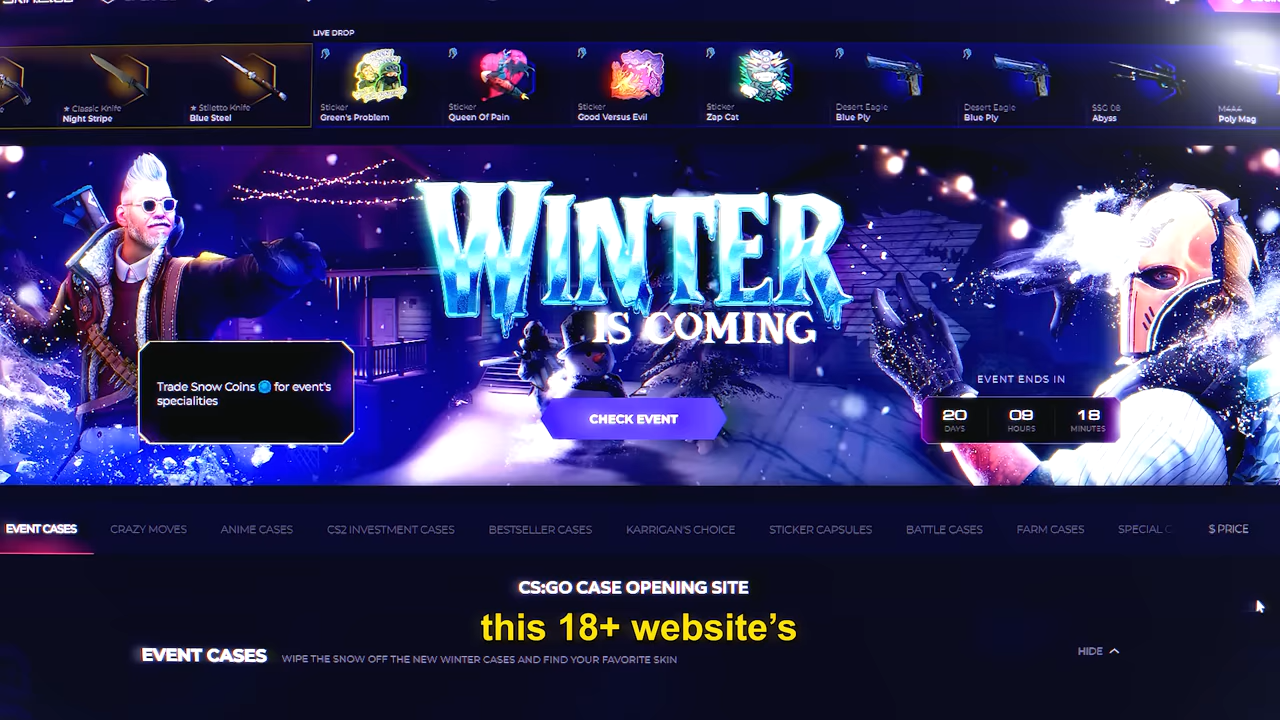 LIVE DROP
★ Classic Knife
Night Stripe
★ Stiletto Knife
Blue Steel
Sticker
Green's Problem
Sticker
Queen Of Pain
Sticker
Good Versus Evil
Sticker
Zap Cat
Desert Eagle
Blue Ply
Desert Eagle
Blue Ply
SSG 08
Abyss
M4A4
Poly Mag
WINTER
IS COMING
Trade Snow Coins for event's
specialities
CHECK EVENT
EVENT ENDS IN
20 09 18
DAYS HOURS MINUTES
EVENT CASES CRAZY MOVES ANIME CASES CS2 INVESTMENT CASES BESTSELLER CASES KARRIGAN'S CHOICE STICKER CAPSULES BATTLE CASES FARM CASES SPECIAL C $ PRICE
CS:GO CASE OPENING SITE
this 18+ website's
EVENT CASES WIPE THE SNOW OFF THE NEW WINTER CASES AND FIND YOUR FAVORITE SKIN HIDE